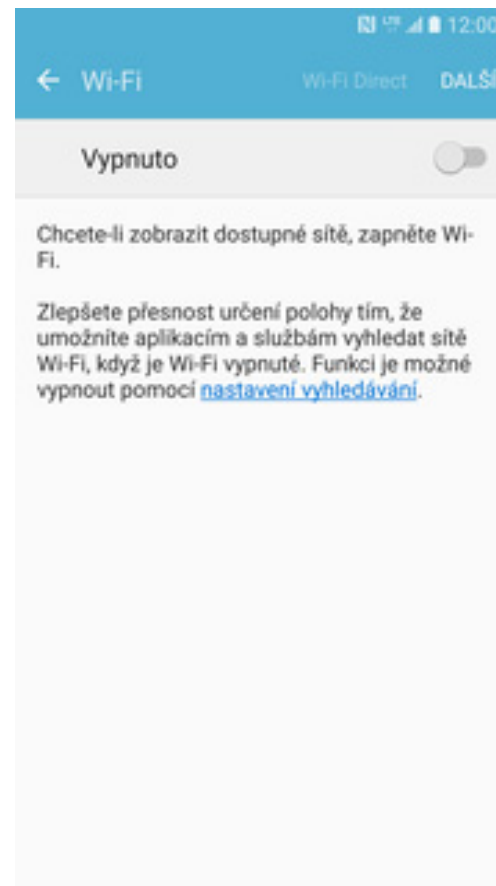 LTE 12:00
Wi-Fi Wi-Fi Direct DALŠÍ
Vypnuto
Chcete-li zobrazit dostupné sítě, zapněte Wi-
Fi.
Zlepšete přesnost určení polohy tím, že
umožníte aplikacím a službám vyhledat sítě
Wi-Fi, když je Wi-Fi vypnuté. Funkci je možné
vypnout pomocí nastavení vyhledávání.